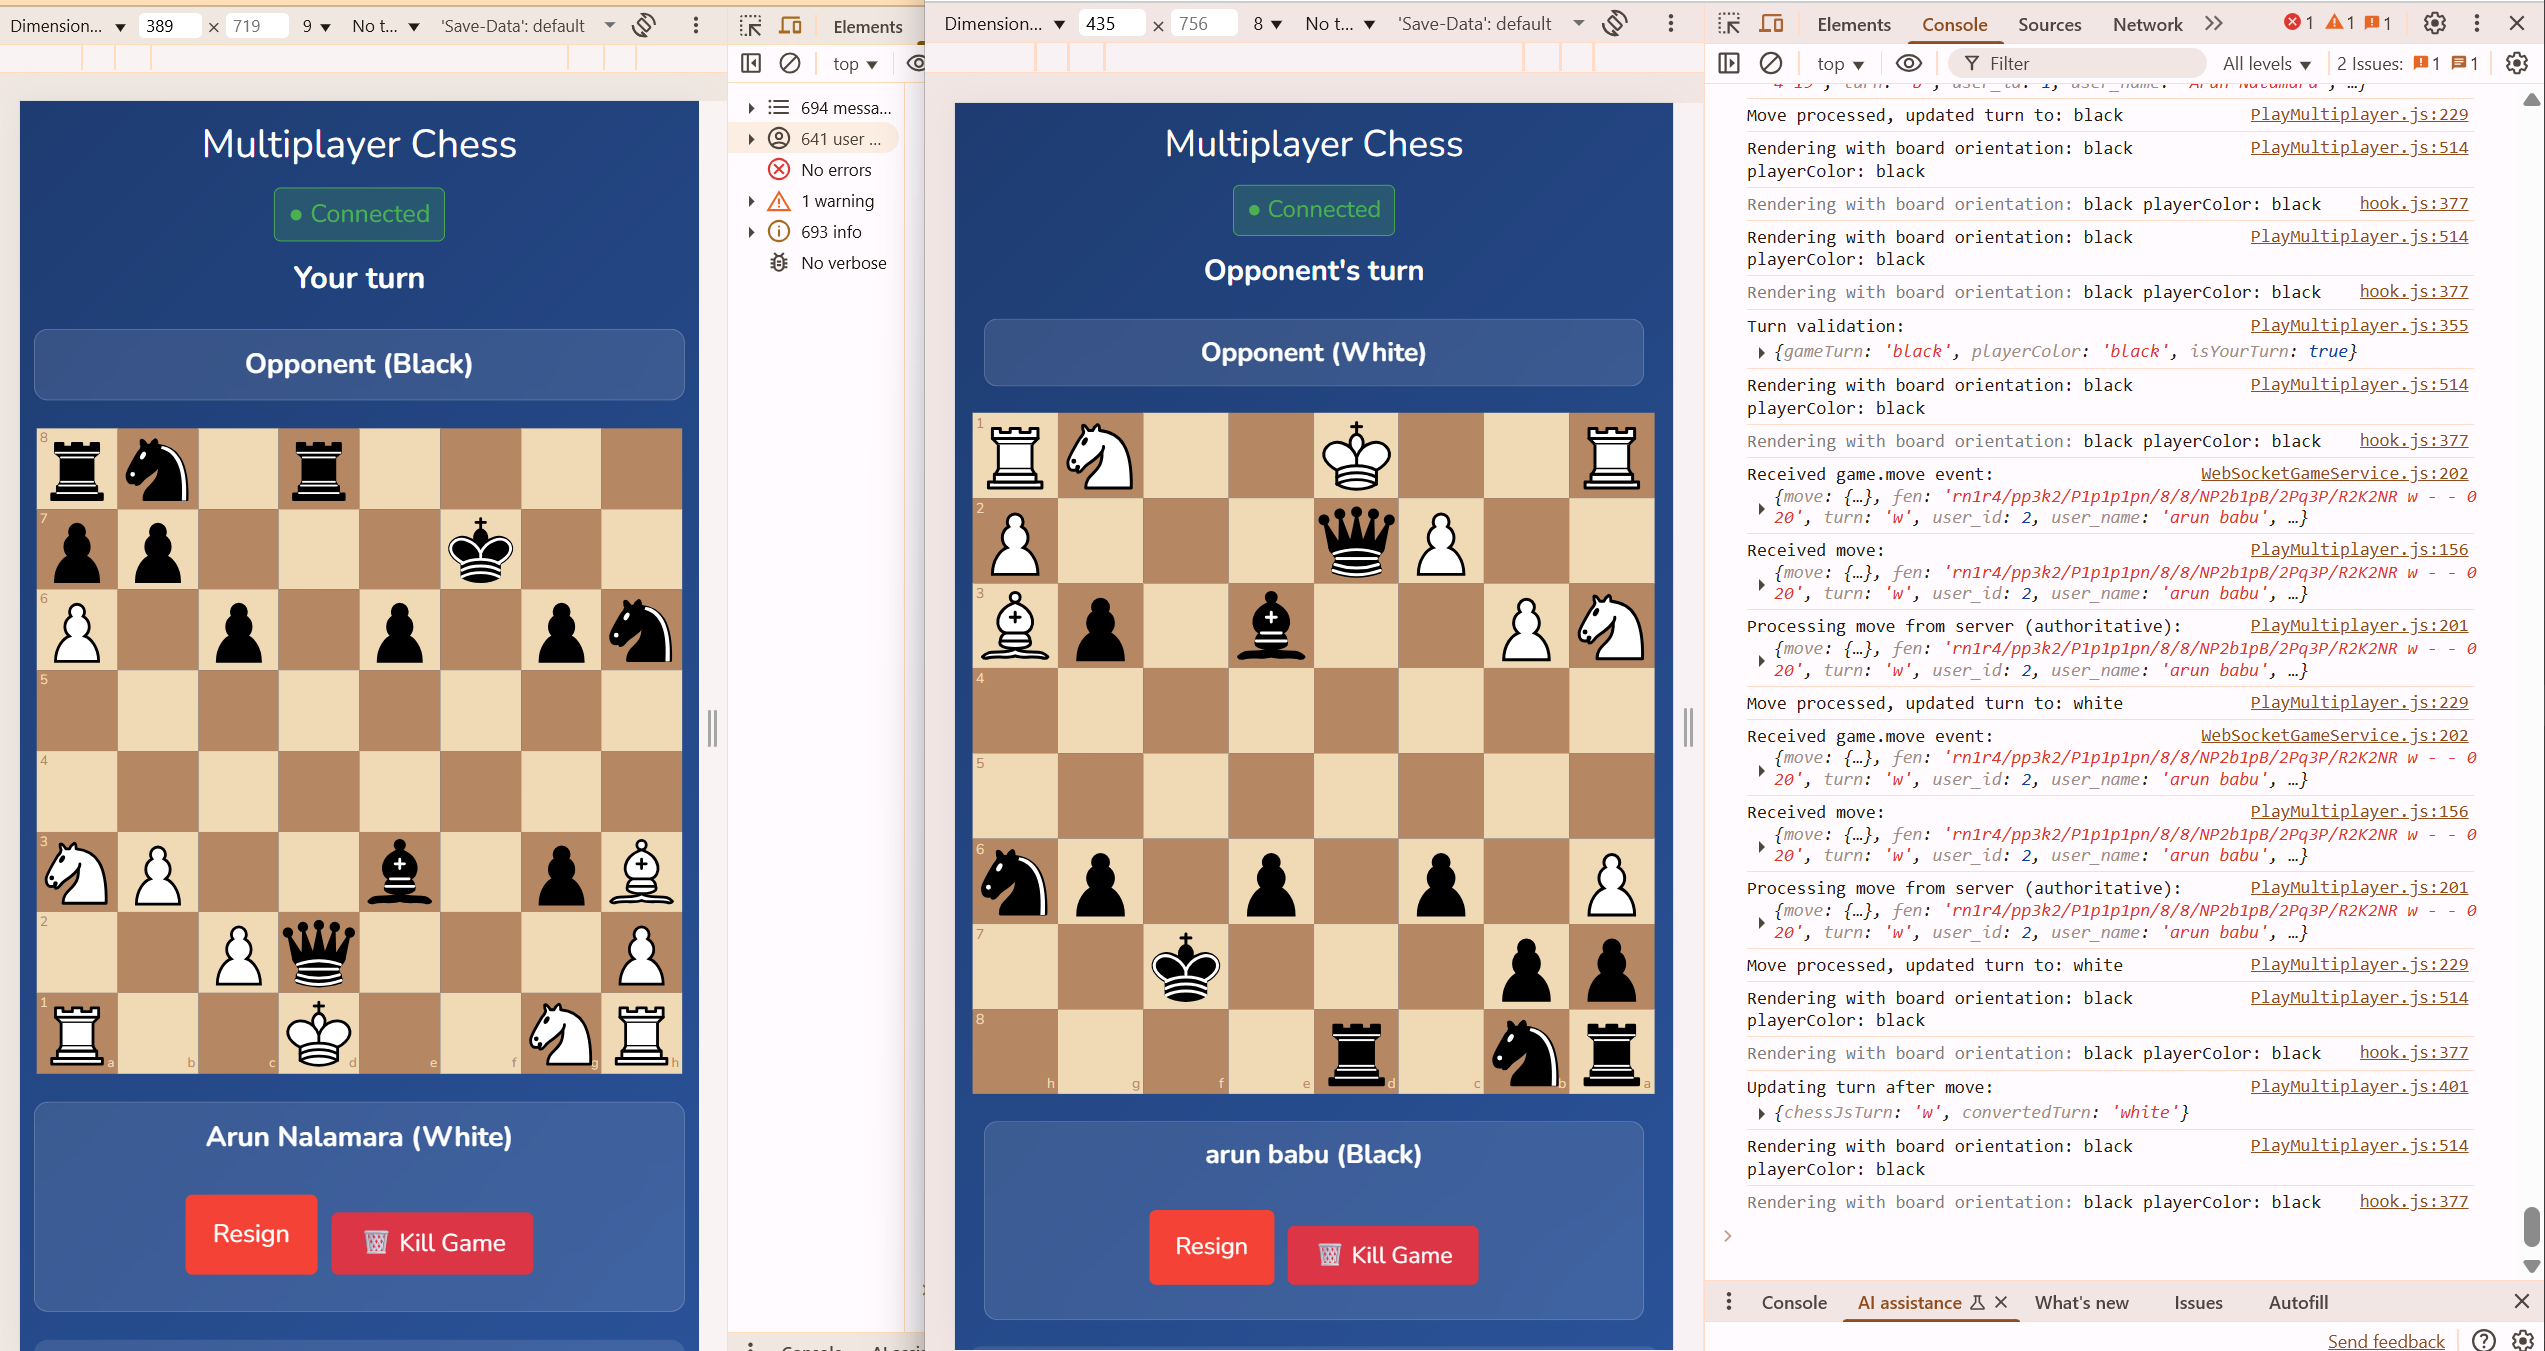 Dimension... ▼ 389 × 719 9 ▼ No t... ▼ 'Save-Data': default
Elements
top ▼
694 messa...
641 user ...
No errors
1 warning
693 info
No verbose
Multiplayer Chess
● Connected
Your turn
Opponent (Black)
8
7
6
5
4
3
2
1
a b c d e f g h
Arun Nalamara (White)
Resign
🗑️ Kill Game
Dimension... ▼ 435 × 756 8 ▼ No t... ▼ 'Save-Data': default
Multiplayer Chess
● Connected
Opponent's turn
Opponent (White)
1
2
3
4
5
6
7
8
h g f e d c b a
arun babu (Black)
Resign
🗑️ Kill Game
Elements Console Sources Network 1 1 1
top ▼ Filter All levels ▼ 2 Issues: 1 1
Move processed, updated turn to: black PlayMultiplayer.js:229
Rendering with board orientation: black PlayMultiplayer.js:514
playerColor: black
Rendering with board orientation: black playerColor: black hook.js:377
Rendering with board orientation: black PlayMultiplayer.js:514
playerColor: black
Rendering with board orientation: black playerColor: black hook.js:377
Turn validation: PlayMultiplayer.js:355
{gameTurn: 'black', playerColor: 'black', isYourTurn: true}
Rendering with board orientation: black PlayMultiplayer.js:514
playerColor: black
Rendering with board orientation: black playerColor: black hook.js:377
Received game.move event: WebSocketGameService.js:202
{move: {…}, fen: 'rn1r4/pp3k2/P1p1p1pn/8/8/NP2b1pB/2Pq3P/R2K2NR w - - 0
20', turn: 'w', user_id: 2, user_name: 'arun babu', …}
Received move: PlayMultiplayer.js:156
{move: {…}, fen: 'rn1r4/pp3k2/P1p1p1pn/8/8/NP2b1pB/2Pq3P/R2K2NR w - - 0
20', turn: 'w', user_id: 2, user_name: 'arun babu', …}
Processing move from server (authoritative): PlayMultiplayer.js:201
{move: {…}, fen: 'rn1r4/pp3k2/P1p1p1pn/8/8/NP2b1pB/2Pq3P/R2K2NR w - - 0
20', turn: 'w', user_id: 2, user_name: 'arun babu', …}
Move processed, updated turn to: white PlayMultiplayer.js:229
Received game.move event: WebSocketGameService.js:202
{move: {…}, fen: 'rn1r4/pp3k2/P1p1p1pn/8/8/NP2b1pB/2Pq3P/R2K2NR w - - 0
20', turn: 'w', user_id: 2, user_name: 'arun babu', …}
Received move: PlayMultiplayer.js:156
{move: {…}, fen: 'rn1r4/pp3k2/P1p1p1pn/8/8/NP2b1pB/2Pq3P/R2K2NR w - - 0
20', turn: 'w', user_id: 2, user_name: 'arun babu', …}
Processing move from server (authoritative): PlayMultiplayer.js:201
{move: {…}, fen: 'rn1r4/pp3k2/P1p1p1pn/8/8/NP2b1pB/2Pq3P/R2K2NR w - - 0
20', turn: 'w', user_id: 2, user_name: 'arun babu', …}
Move processed, updated turn to: white PlayMultiplayer.js:229
Rendering with board orientation: black PlayMultiplayer.js:514
playerColor: black
Rendering with board orientation: black playerColor: black hook.js:377
Updating turn after move: PlayMultiplayer.js:401
{chessJsTurn: 'w', convertedTurn: 'white'}
Rendering with board orientation: black PlayMultiplayer.js:514
playerColor: black
Rendering with board orientation: black playerColor: black hook.js:377
Console AI assistance What's new Issues Autofill
Send feedback